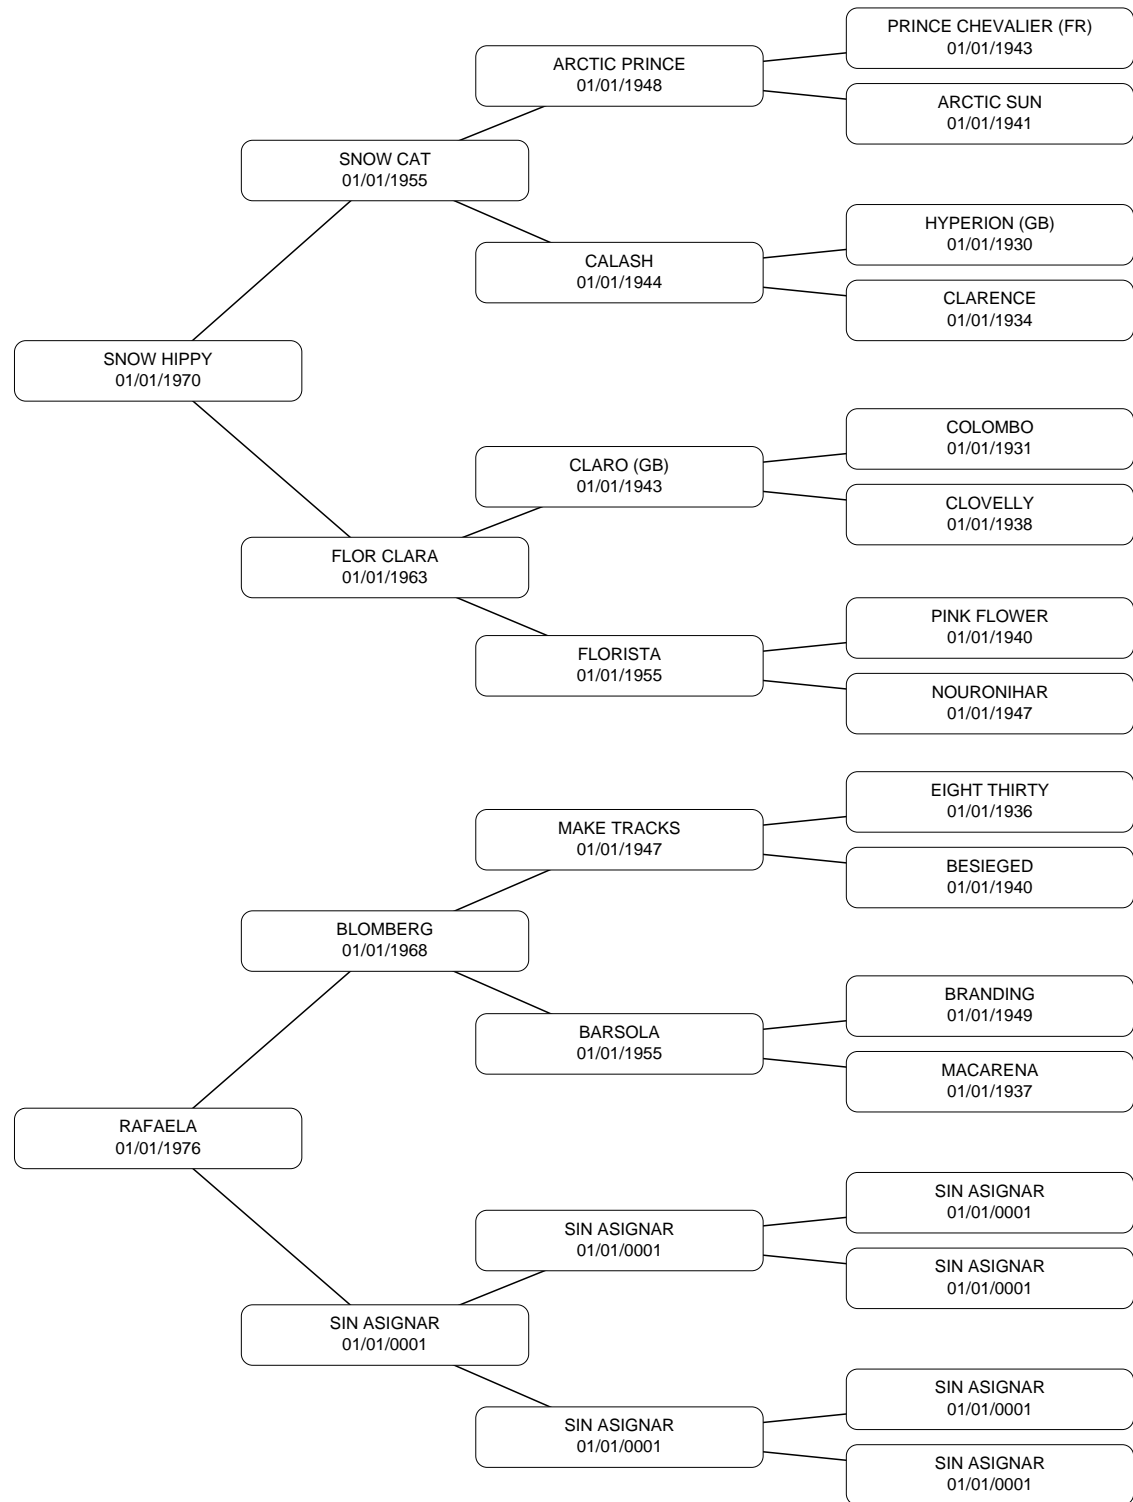 PRINCE CHEVALIER (FR)
01/01/1943
ARCTIC PRINCE
01/01/1948
ARCTIC SUN
01/01/1941
SNOW CAT
01/01/1955
HYPERION (GB)
01/01/1930
CALASH
01/01/1944
CLARENCE
01/01/1934
SNOW HIPPY
01/01/1970
COLOMBO
01/01/1931
CLARO (GB)
01/01/1943
CLOVELLY
01/01/1938
FLOR CLARA
01/01/1963
PINK FLOWER
01/01/1940
FLORISTA
01/01/1955
NOURONIHAR
01/01/1947
EIGHT THIRTY
01/01/1936
MAKE TRACKS
01/01/1947
BESIEGED
01/01/1940
BLOMBERG
01/01/1968
BRANDING
01/01/1949
BARSOLA
01/01/1955
MACARENA
01/01/1937
RAFAELA
01/01/1976
SIN ASIGNAR
01/01/0001
SIN ASIGNAR
01/01/0001
SIN ASIGNAR
01/01/0001
SIN ASIGNAR
01/01/0001
SIN ASIGNAR
01/01/0001
SIN ASIGNAR
01/01/0001
SIN ASIGNAR
01/01/0001